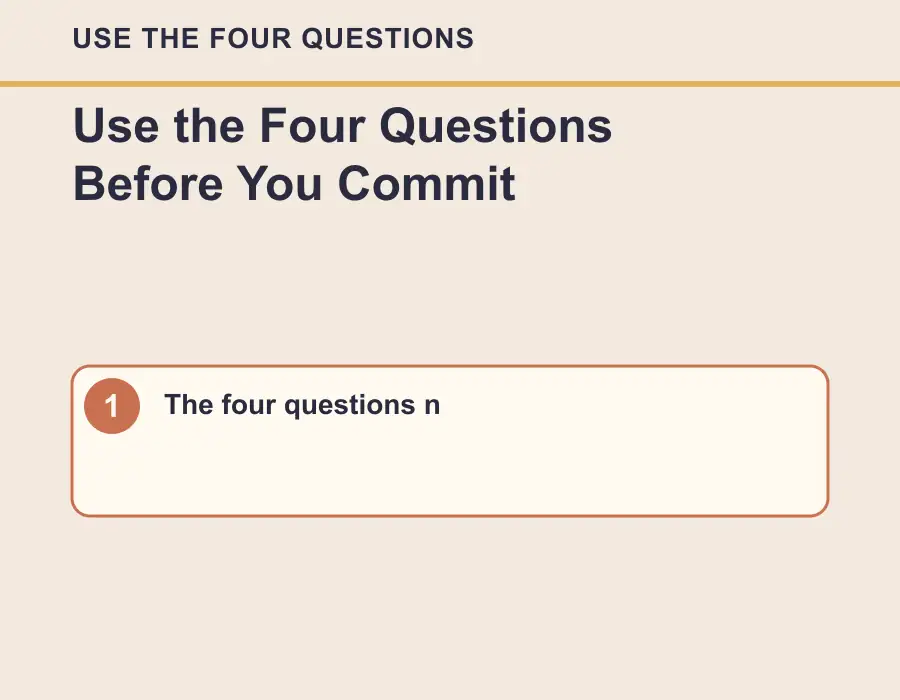 USE THE FOUR QUESTIONS
Use the Four Questions
Before You Commit
1 The four questions n